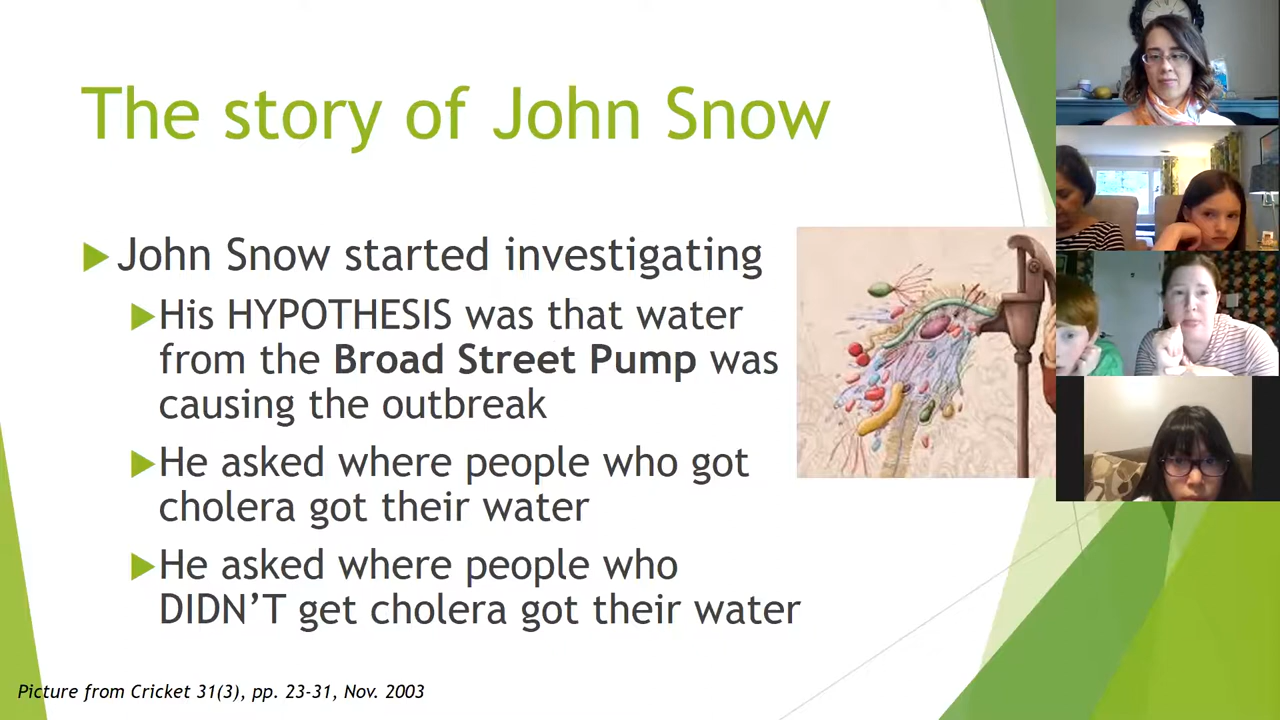 The story of John Snow
John Snow started investigating
His HYPOTHESIS was that water
from the Broad Street Pump was
causing the outbreak
He asked where people who got
cholera got their water
He asked where people who
DIDN'T get cholera got their water
Picture from Cricket 31(3), pp. 23-31, Nov. 2003